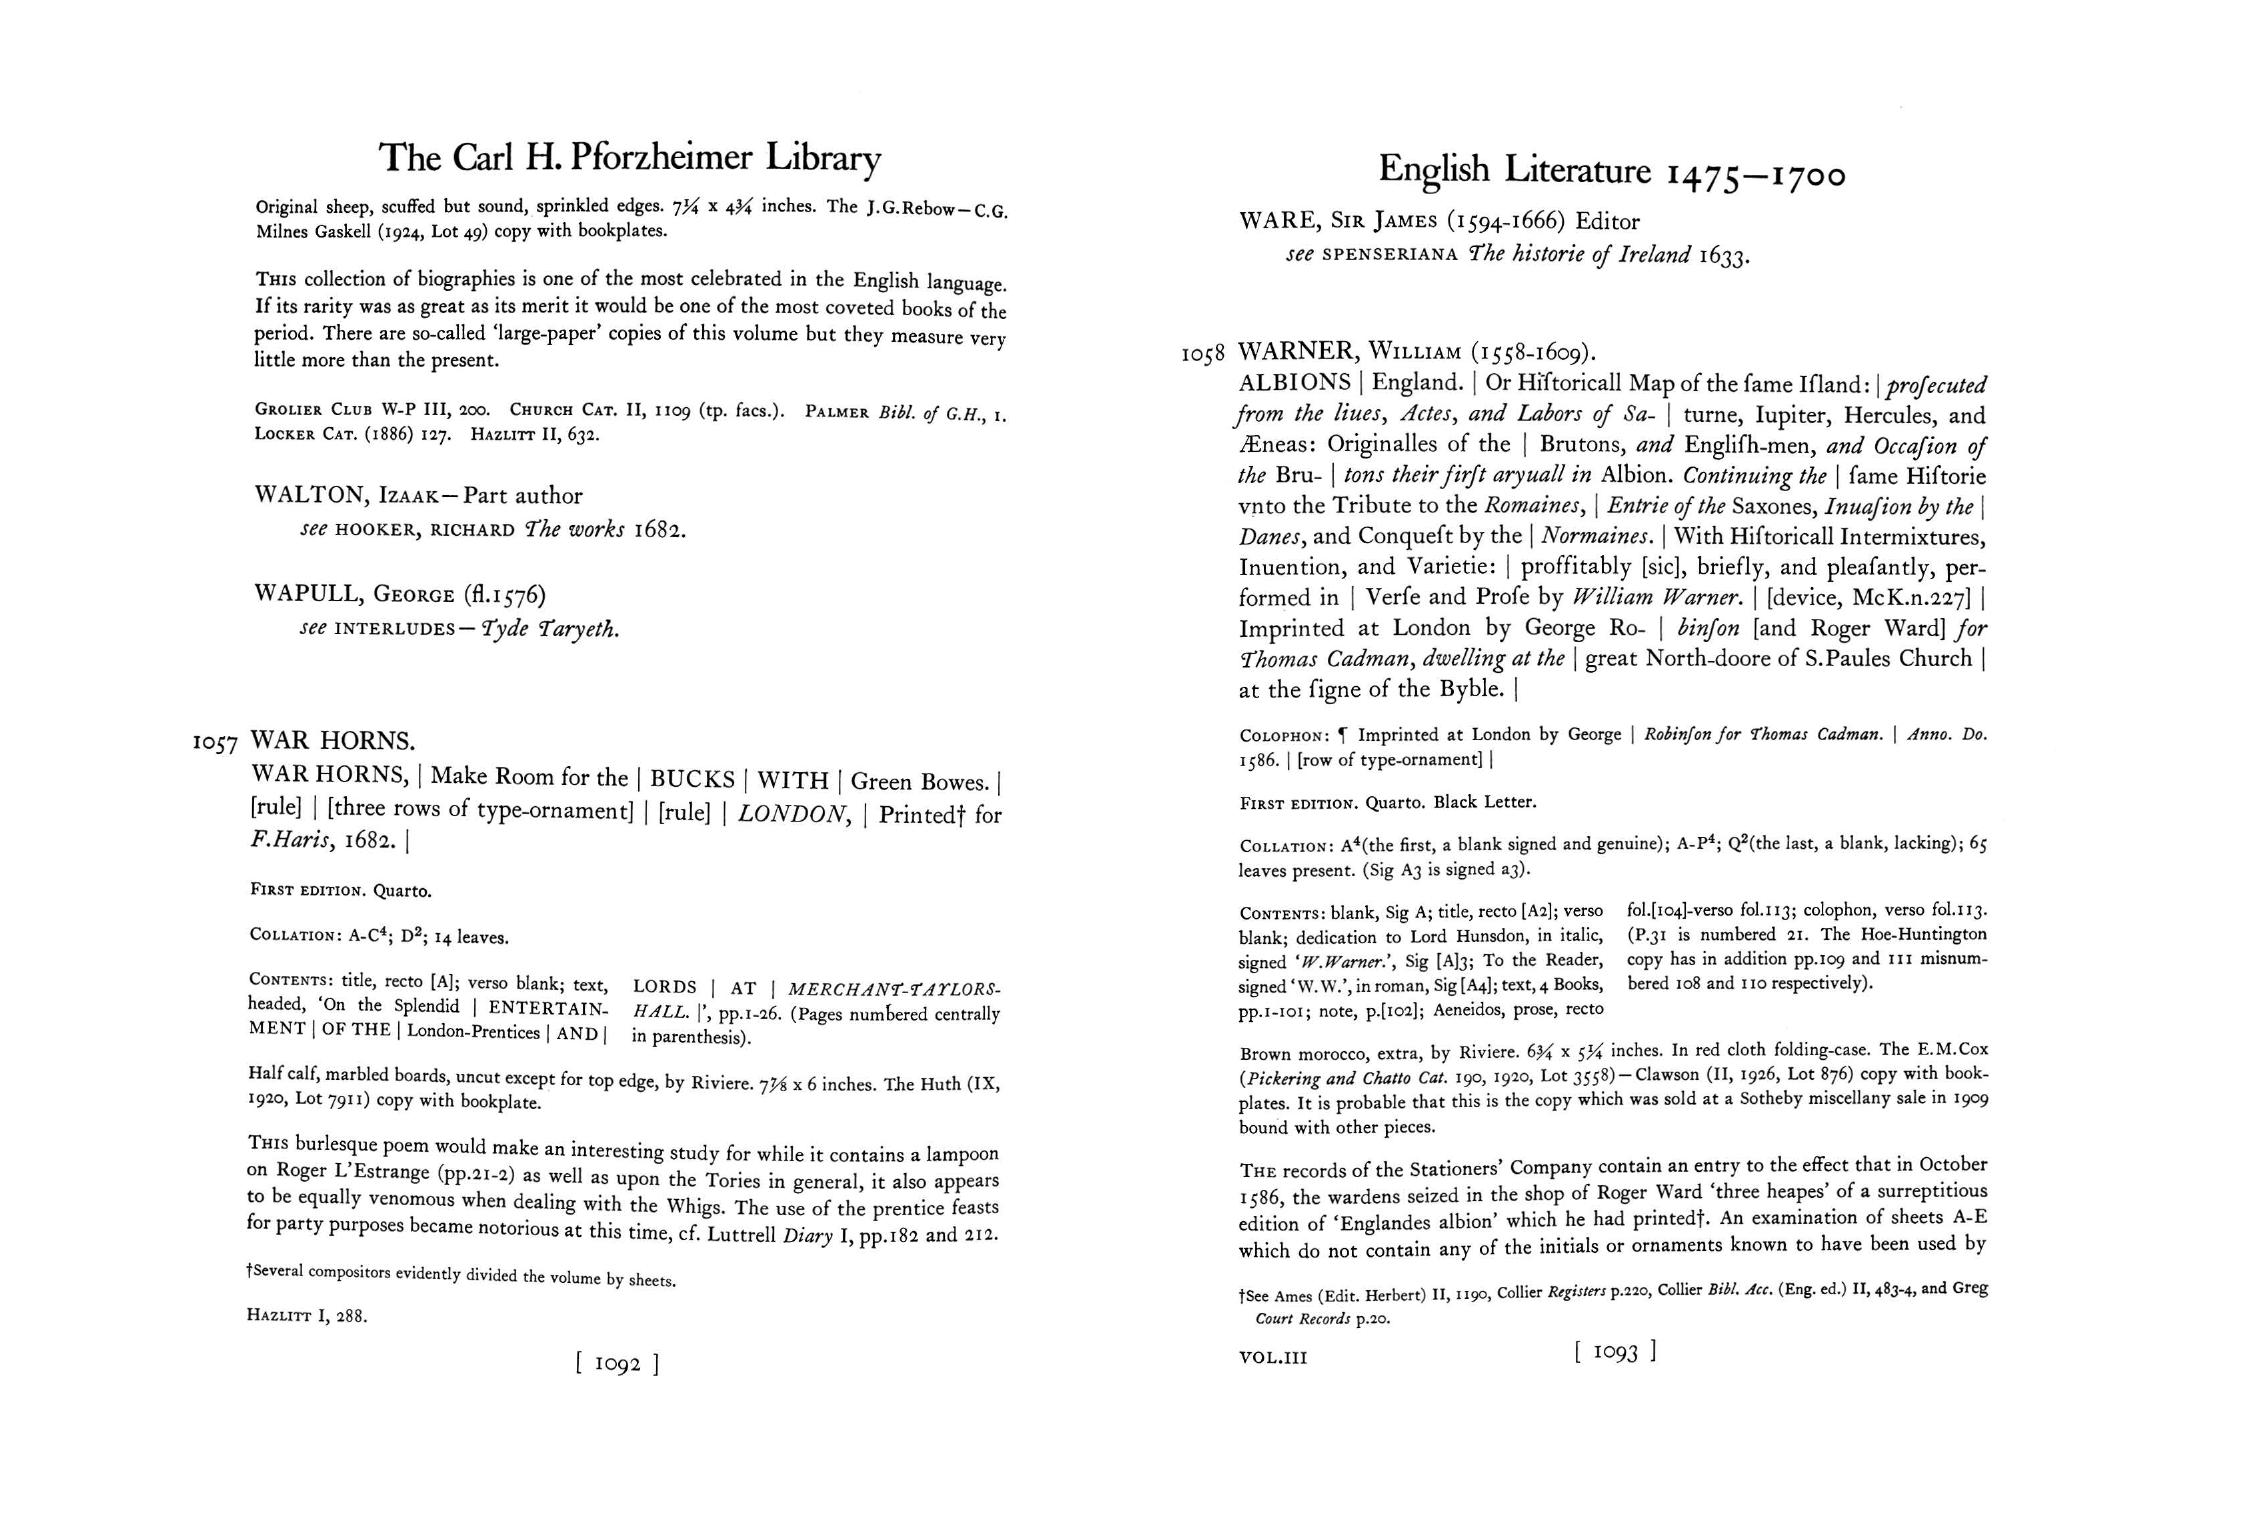 The Carl H. Pforzheimer Library
Original sheep, scuffed but sound, sprinkled edges. 7¼ x 4¾ inches. The J.G.Rebow—C.G.
Milnes Gaskell (1924, Lot 49) copy with bookplates.
THIS collection of biographies is one of the most celebrated in the English language.
If its rarity was as great as its merit it would be one of the most coveted books of the
period. There are so-called ‘large-paper’ copies of this volume but they measure very
little more than the present.
GROLIER CLUB W-P III, 200. CHURCH CAT. II, 1109 (tp. facs.). PALMER Bibl. of G.H., 1.
LOCKER CAT. (1886) 127. HAZLITT II, 632.
WALTON, IZAAK—Part author
see HOOKER, RICHARD The works 1682.
WAPULL, GEORGE (fl.1576)
see INTERLUDES—Tyde Taryeth.
1057 WAR HORNS.
WAR HORNS, | Make Room for the | BUCKS | WITH | Green Bowes. |
[rule] | [three rows of type-ornament] | [rule] | LONDON, | Printed† for
F.Haris, 1682. |
FIRST EDITION. Quarto.
COLLATION: A-C⁴; D²; 14 leaves.
CONTENTS: title, recto [A]; verso blank; text,
headed, ‘On the Splendid | ENTERTAIN-
MENT | OF THE | London-Prentices | AND |
LORDS | AT | MERCHANT-TAYLORS-
HALL. |’, pp.1-26. (Pages numbered centrally
in parenthesis).
Half calf, marbled boards, uncut except for top edge, by Riviere. 7⅞ x 6 inches. The Huth (IX,
1920, Lot 7911) copy with bookplate.
THIS burlesque poem would make an interesting study for while it contains a lampoon
on Roger L’Estrange (pp.21-2) as well as upon the Tories in general, it also appears
to be equally venomous when dealing with the Whigs. The use of the prentice feasts
for party purposes became notorious at this time, cf. Luttrell Diary I, pp.182 and 212.
†Several compositors evidently divided the volume by sheets.
HAZLITT I, 288.
[ 1092 ]
English Literature 1475—1700
WARE, SIR JAMES (1594-1666) Editor
see SPENSERIANA The historie of Ireland 1633.
1058 WARNER, WILLIAM (1558-1609).
ALBIONS | England. | Or Hiſtoricall Map of the ſame Iſland: | proſecuted
from the liues, Actes, and Labors of Sa- | turne, Iupiter, Hercules, and
Æneas: Originalles of the | Brutons, and Engliſh-men, and Occaſion of
the Bru- | tons their firſt aryuall in Albion. Continuing the | ſame Hiſtorie
vnto the Tribute to the Romaines, | Entrie of the Saxones, Inuaſion by the |
Danes, and Conqueſt by the | Normaines. | With Hiſtoricall Intermixtures,
Inuention, and Varietie: | proffitably [sic], briefly, and pleaſantly, per-
formed in | Verſe and Proſe by William Warner. | [device, McK.n.227] |
Imprinted at London by George Ro- | binſon [and Roger Ward] for
Thomas Cadman, dwelling at the | great North-doore of S.Paules Church |
at the ſigne of the Byble. |
COLOPHON: ¶ Imprinted at London by George | Robinſon for Thomas Cadman. | Anno. Do.
1586. | [row of type-ornament] |
FIRST EDITION. Quarto. Black Letter.
COLLATION: A⁴(the first, a blank signed and genuine); A-P⁴; Q²(the last, a blank, lacking); 65
leaves present. (Sig A3 is signed a3).
CONTENTS: blank, Sig A; title, recto [A2]; verso
blank; dedication to Lord Hunsdon, in italic,
signed ‘W.Warner.’, Sig [A]3; To the Reader,
signed ‘W.W.’, in roman, Sig [A4]; text, 4 Books,
pp.1-101; note, p.[102]; Aeneidos, prose, recto
fol.[104]-verso fol.113; colophon, verso fol.113.
(P.31 is numbered 21. The Hoe-Huntington
copy has in addition pp.109 and 111 misnum-
bered 108 and 110 respectively).
Brown morocco, extra, by Riviere. 6¾ x 5¼ inches. In red cloth folding-case. The E.M.Cox
(Pickering and Chatto Cat. 190, 1920, Lot 3558)—Clawson (II, 1926, Lot 876) copy with book-
plates. It is probable that this is the copy which was sold at a Sotheby miscellany sale in 1909
bound with other pieces.
THE records of the Stationers’ Company contain an entry to the effect that in October
1586, the wardens seized in the shop of Roger Ward ‘three heapes’ of a surreptitious
edition of ‘Englandes albion’ which he had printed†. An examination of sheets A-E
which do not contain any of the initials or ornaments known to have been used by
†See Ames (Edit. Herbert) II, 1190, Collier Registers p.220, Collier Bibl. Acc. (Eng. ed.) II, 483-4, and Greg
Court Records p.20.
VOL.III
[ 1093 ]